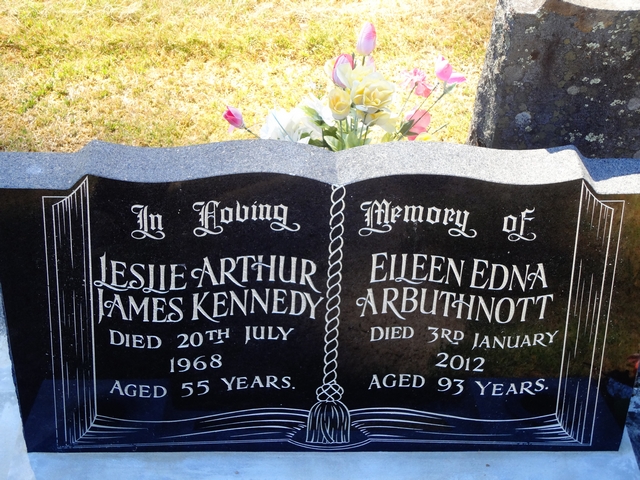 In Loving Memory of
LESLIE ARTHUR
JAMES KENNEDY
DIED 20TH JULY
1968
AGED 55 YEARS.
EILEEN EDNA
ARBUTHNOTT
DIED 3RD JANUARY
2012
AGED 93 YEARS.